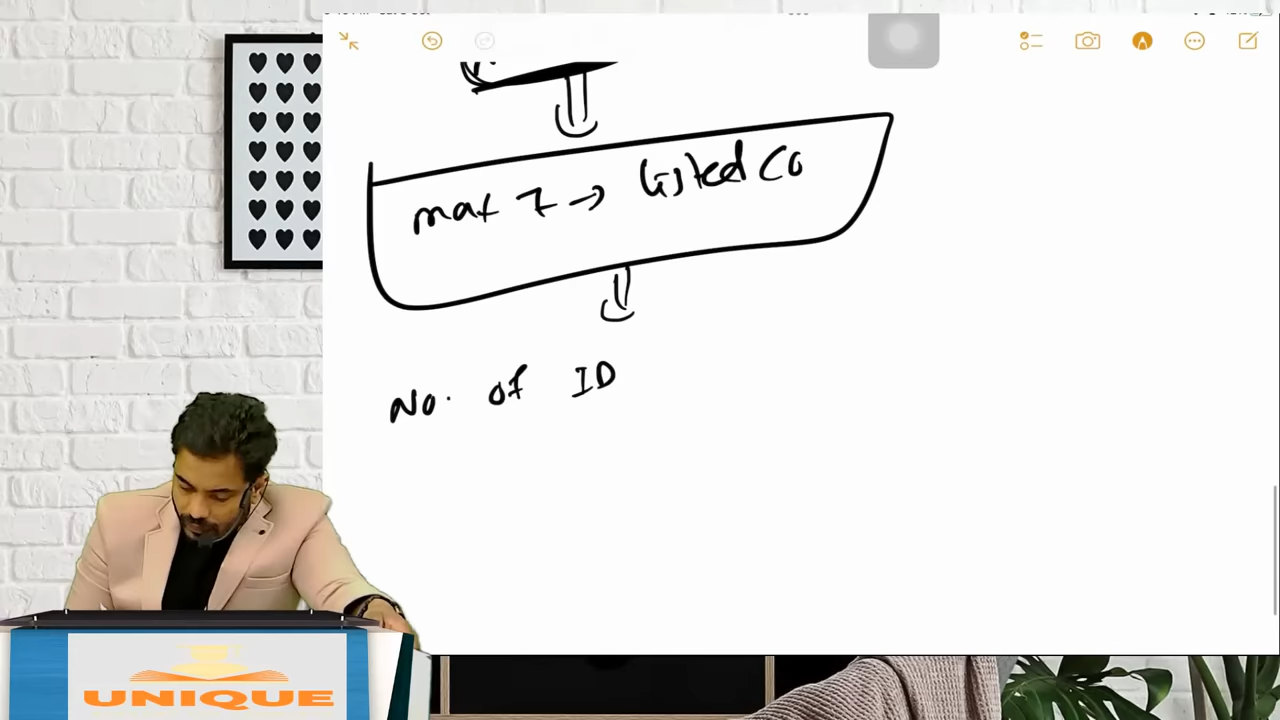 max 7 → listed Co
No. of ID
UNIQUE